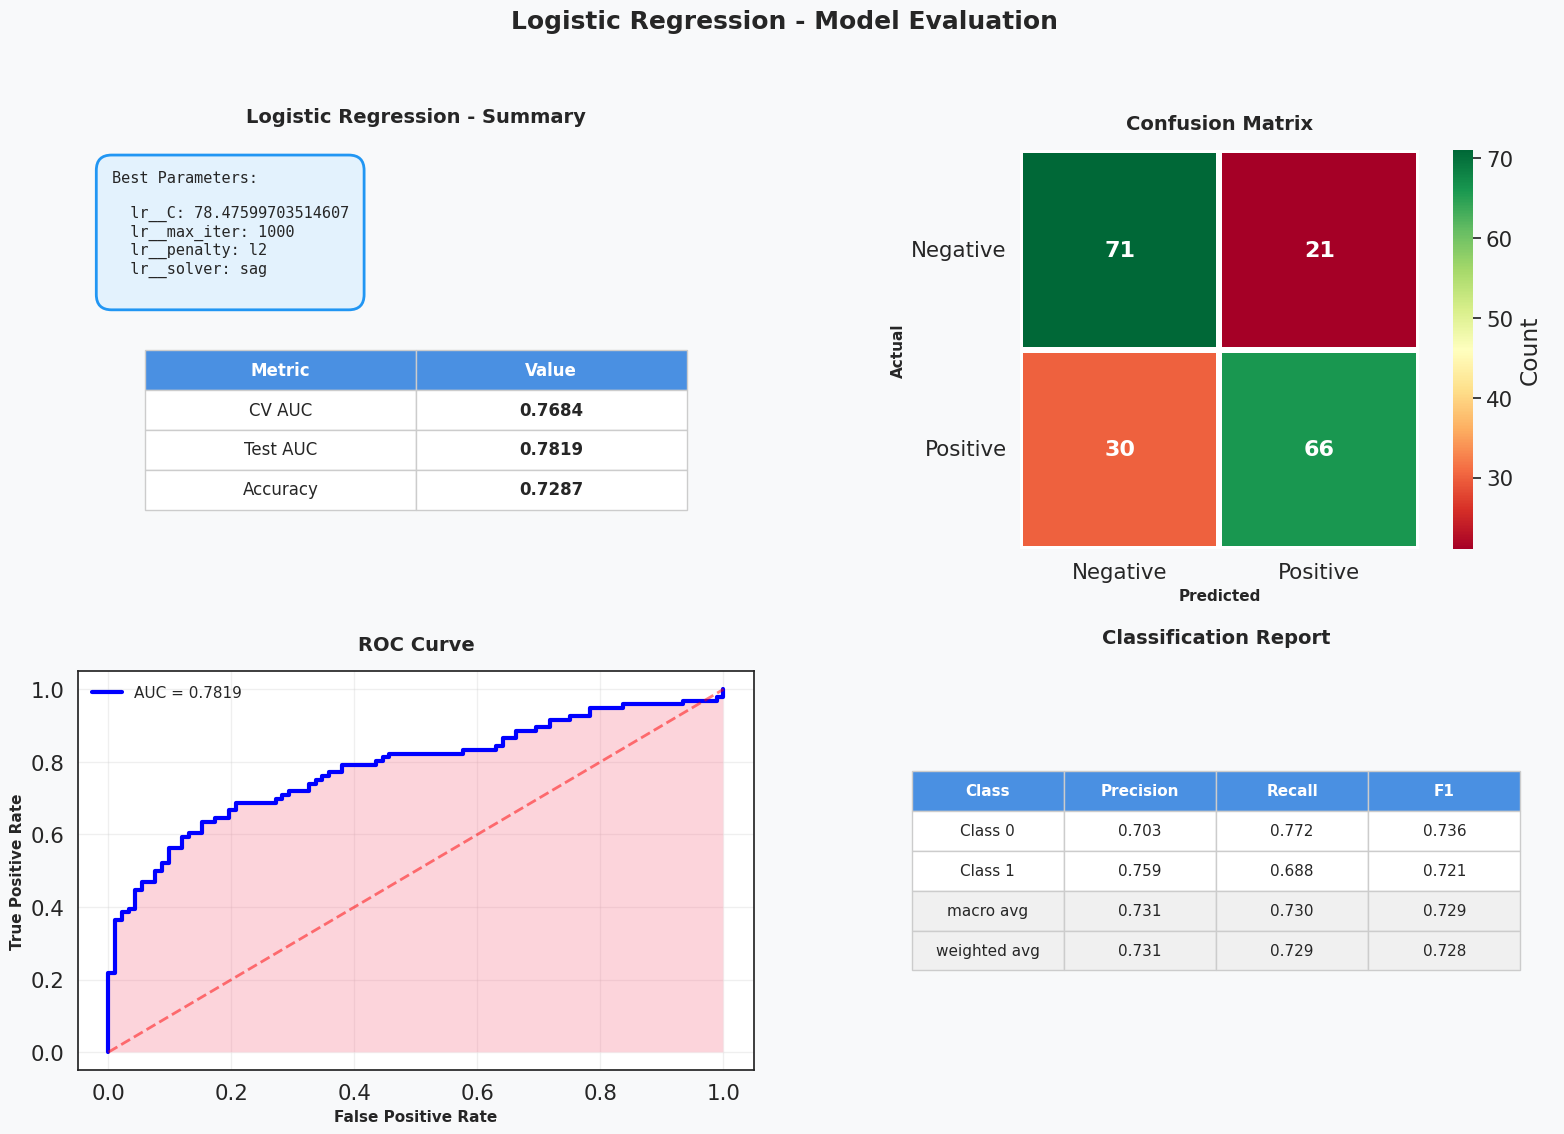 Logistic Regression - Model Evaluation
Logistic Regression - Summary
Best Parameters:
lr__C: 78.47599703514607
lr__max_iter: 1000
lr__penalty: l2
lr__solver: sag
Metric Value
CV AUC 0.7684
Test AUC 0.7819
Accuracy 0.7287
Confusion Matrix
Actual
Negative 71 21
Positive 30 66
Negative Positive
Predicted
70
60
50
40
30
Count
ROC Curve
AUC = 0.7819
True Positive Rate
1.0
0.8
0.6
0.4
0.2
0.0
0.0 0.2 0.4 0.6 0.8 1.0
False Positive Rate
Classification Report
Class Precision Recall F1
Class 0 0.703 0.772 0.736
Class 1 0.759 0.688 0.721
macro avg 0.731 0.730 0.729
weighted avg 0.731 0.729 0.728